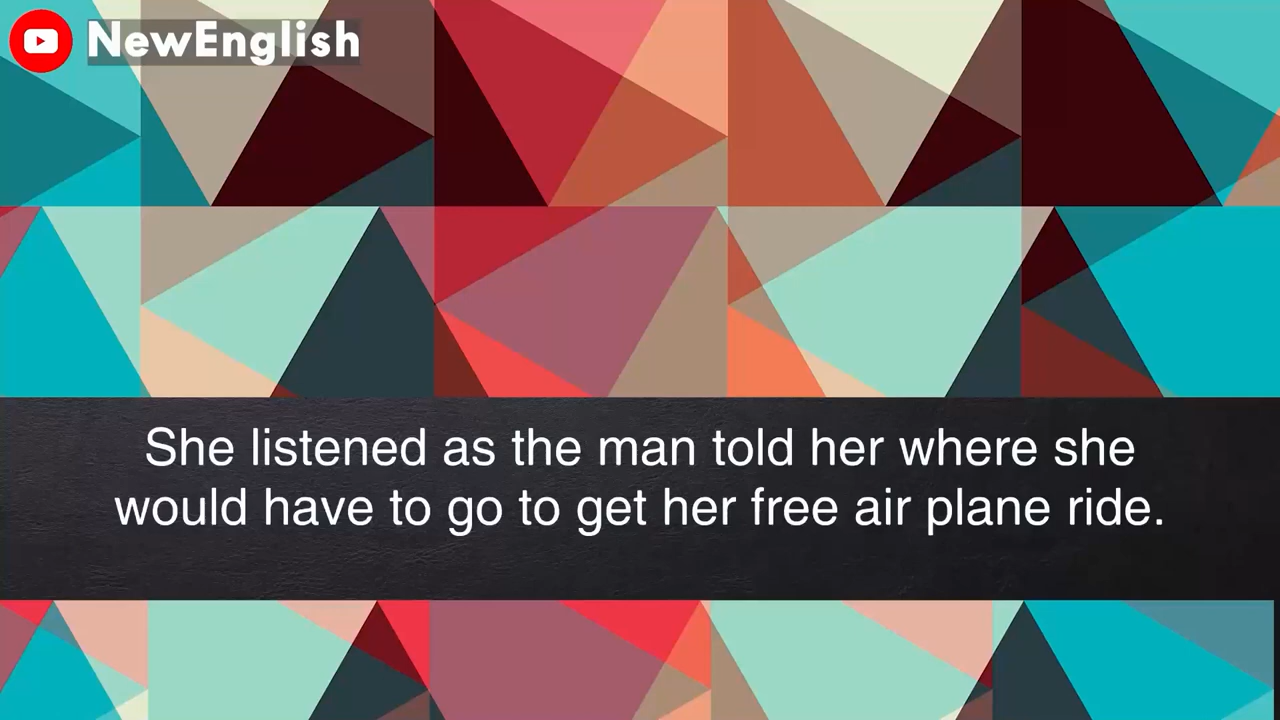 NewEnglish
She listened as the man told her where she
would have to go to get her free air plane ride.